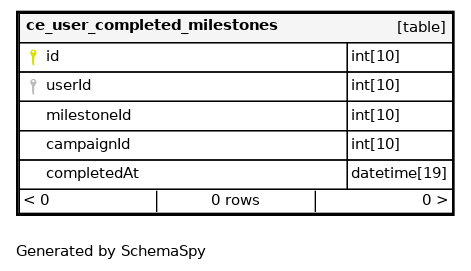 ce_user_completed_milestones [table]
id int[10]
userId int[10]
milestoneId int[10]
campaignId int[10]
completedAt datetime[19]
< 0 0 rows 0 >
Generated by SchemaSpy